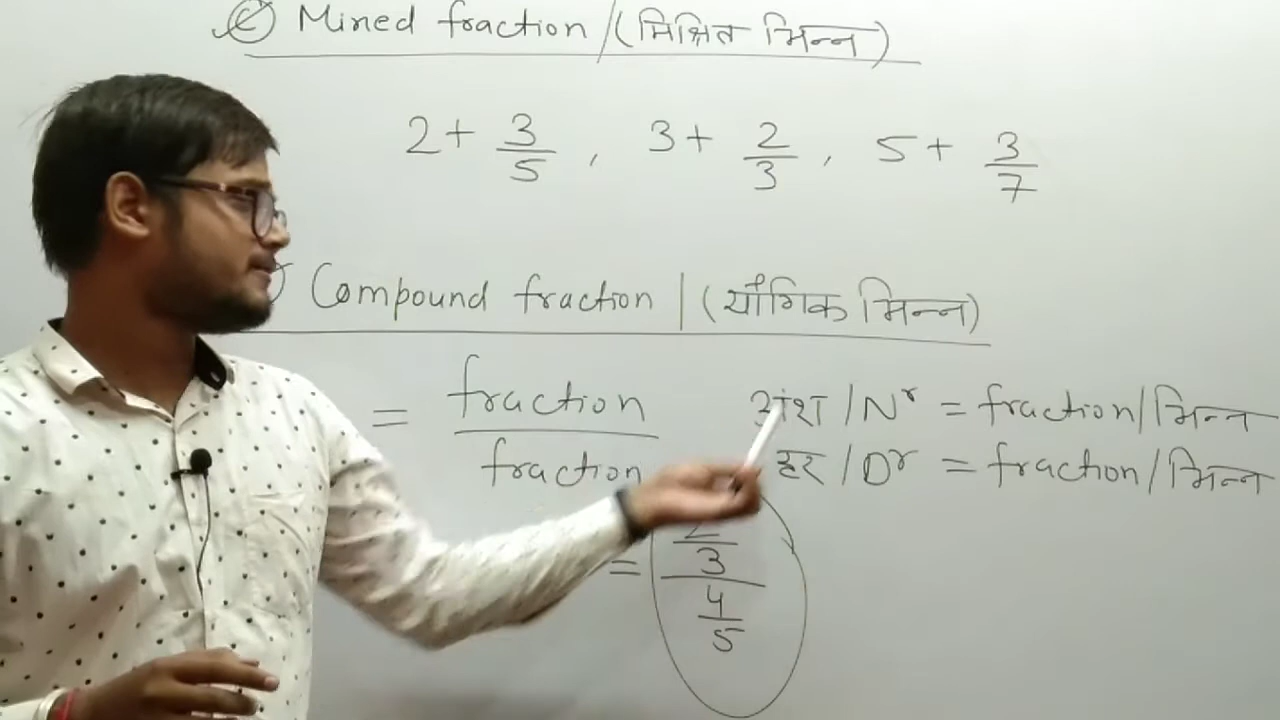 (c) Mixed fraction / (मिश्रित भिन्न)
2 + 3/5 , 3 + 2/3 , 5 + 3/7
Compound fraction | (यौगिक भिन्न)
= fraction/fraction
अंश / Nʳ = fraction / भिन्न
हर / Dʳ = fraction / भिन्न
= (2/3)/(4/5)